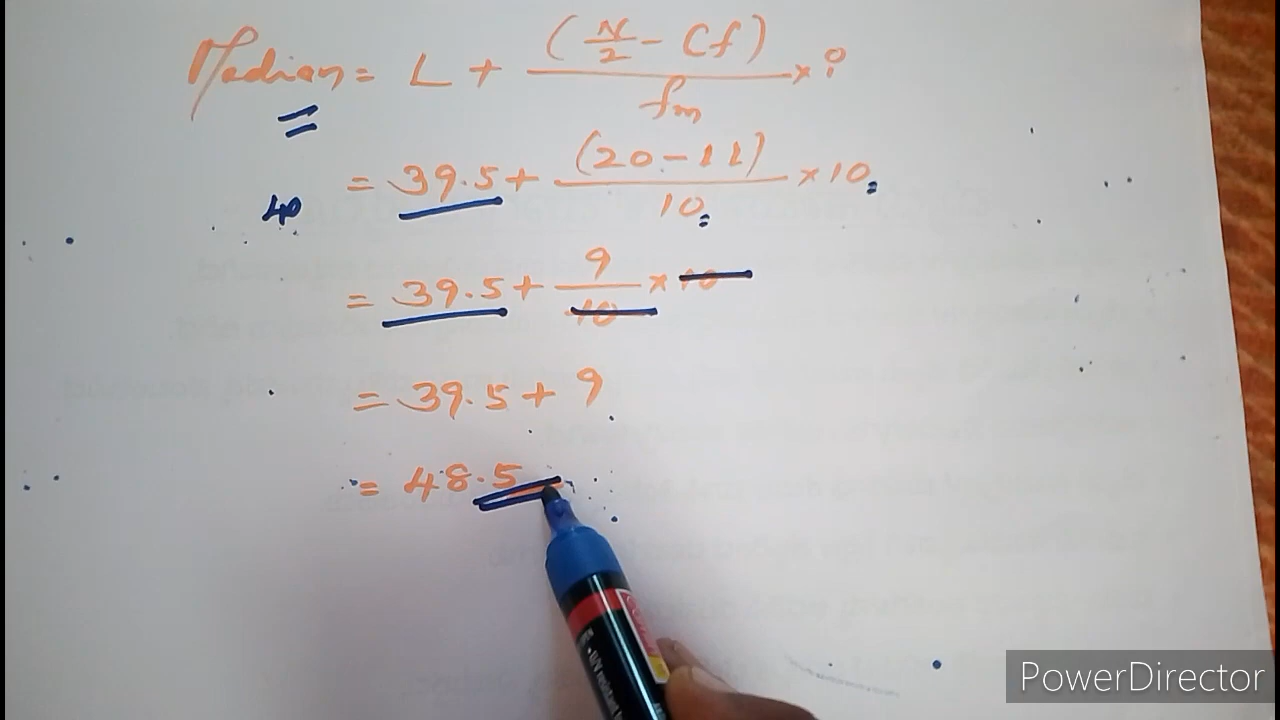 Median = L + (N/2 - Cf)/fm × i
= 39.5 + (20 - 11)/10 × 10
40
= 39.5 + 9/10 × 10
= 39.5 + 9
= 48.5
PowerDirector